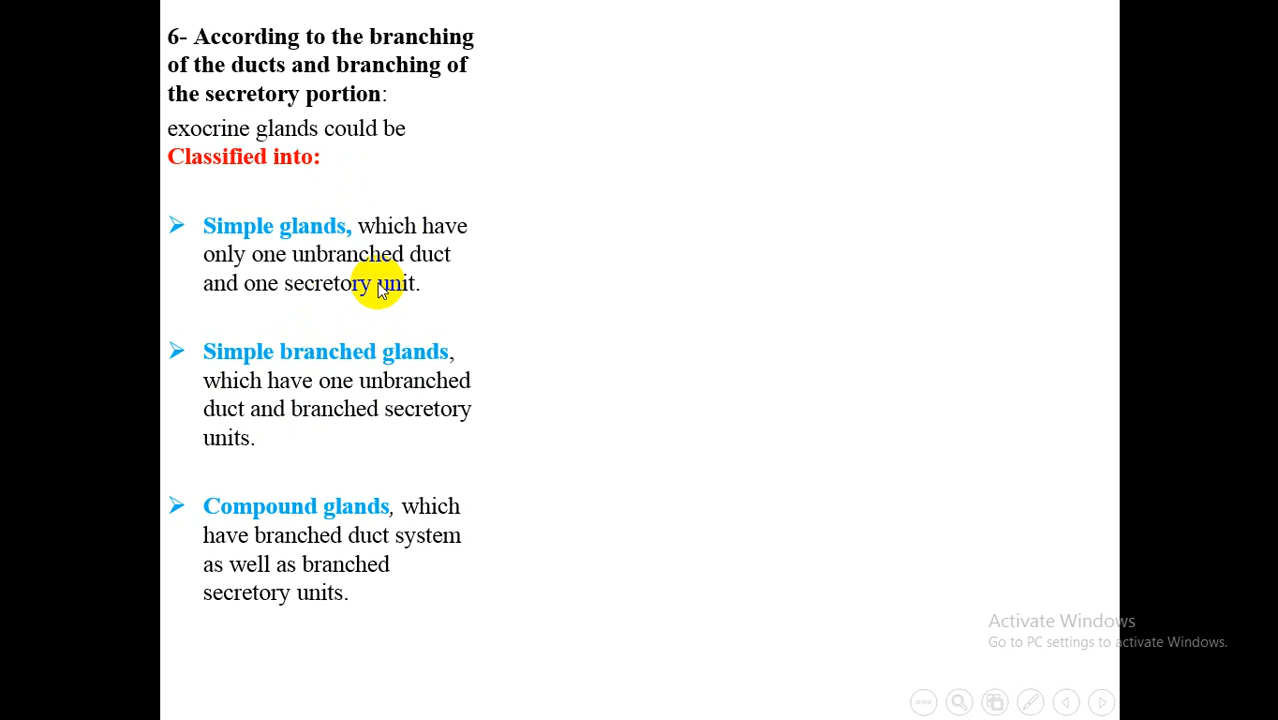 6- According to the branching
of the ducts and branching of
the secretory portion:
exocrine glands could be
Classified into:
Simple glands, which have
only one unbranched duct
and one secretory unit.
Simple branched glands,
which have one unbranched
duct and branched secretory
units.
Compound glands, which
have branched duct system
as well as branched
secretory units.
Activate Windows
Go to PC settings to activate Windows.